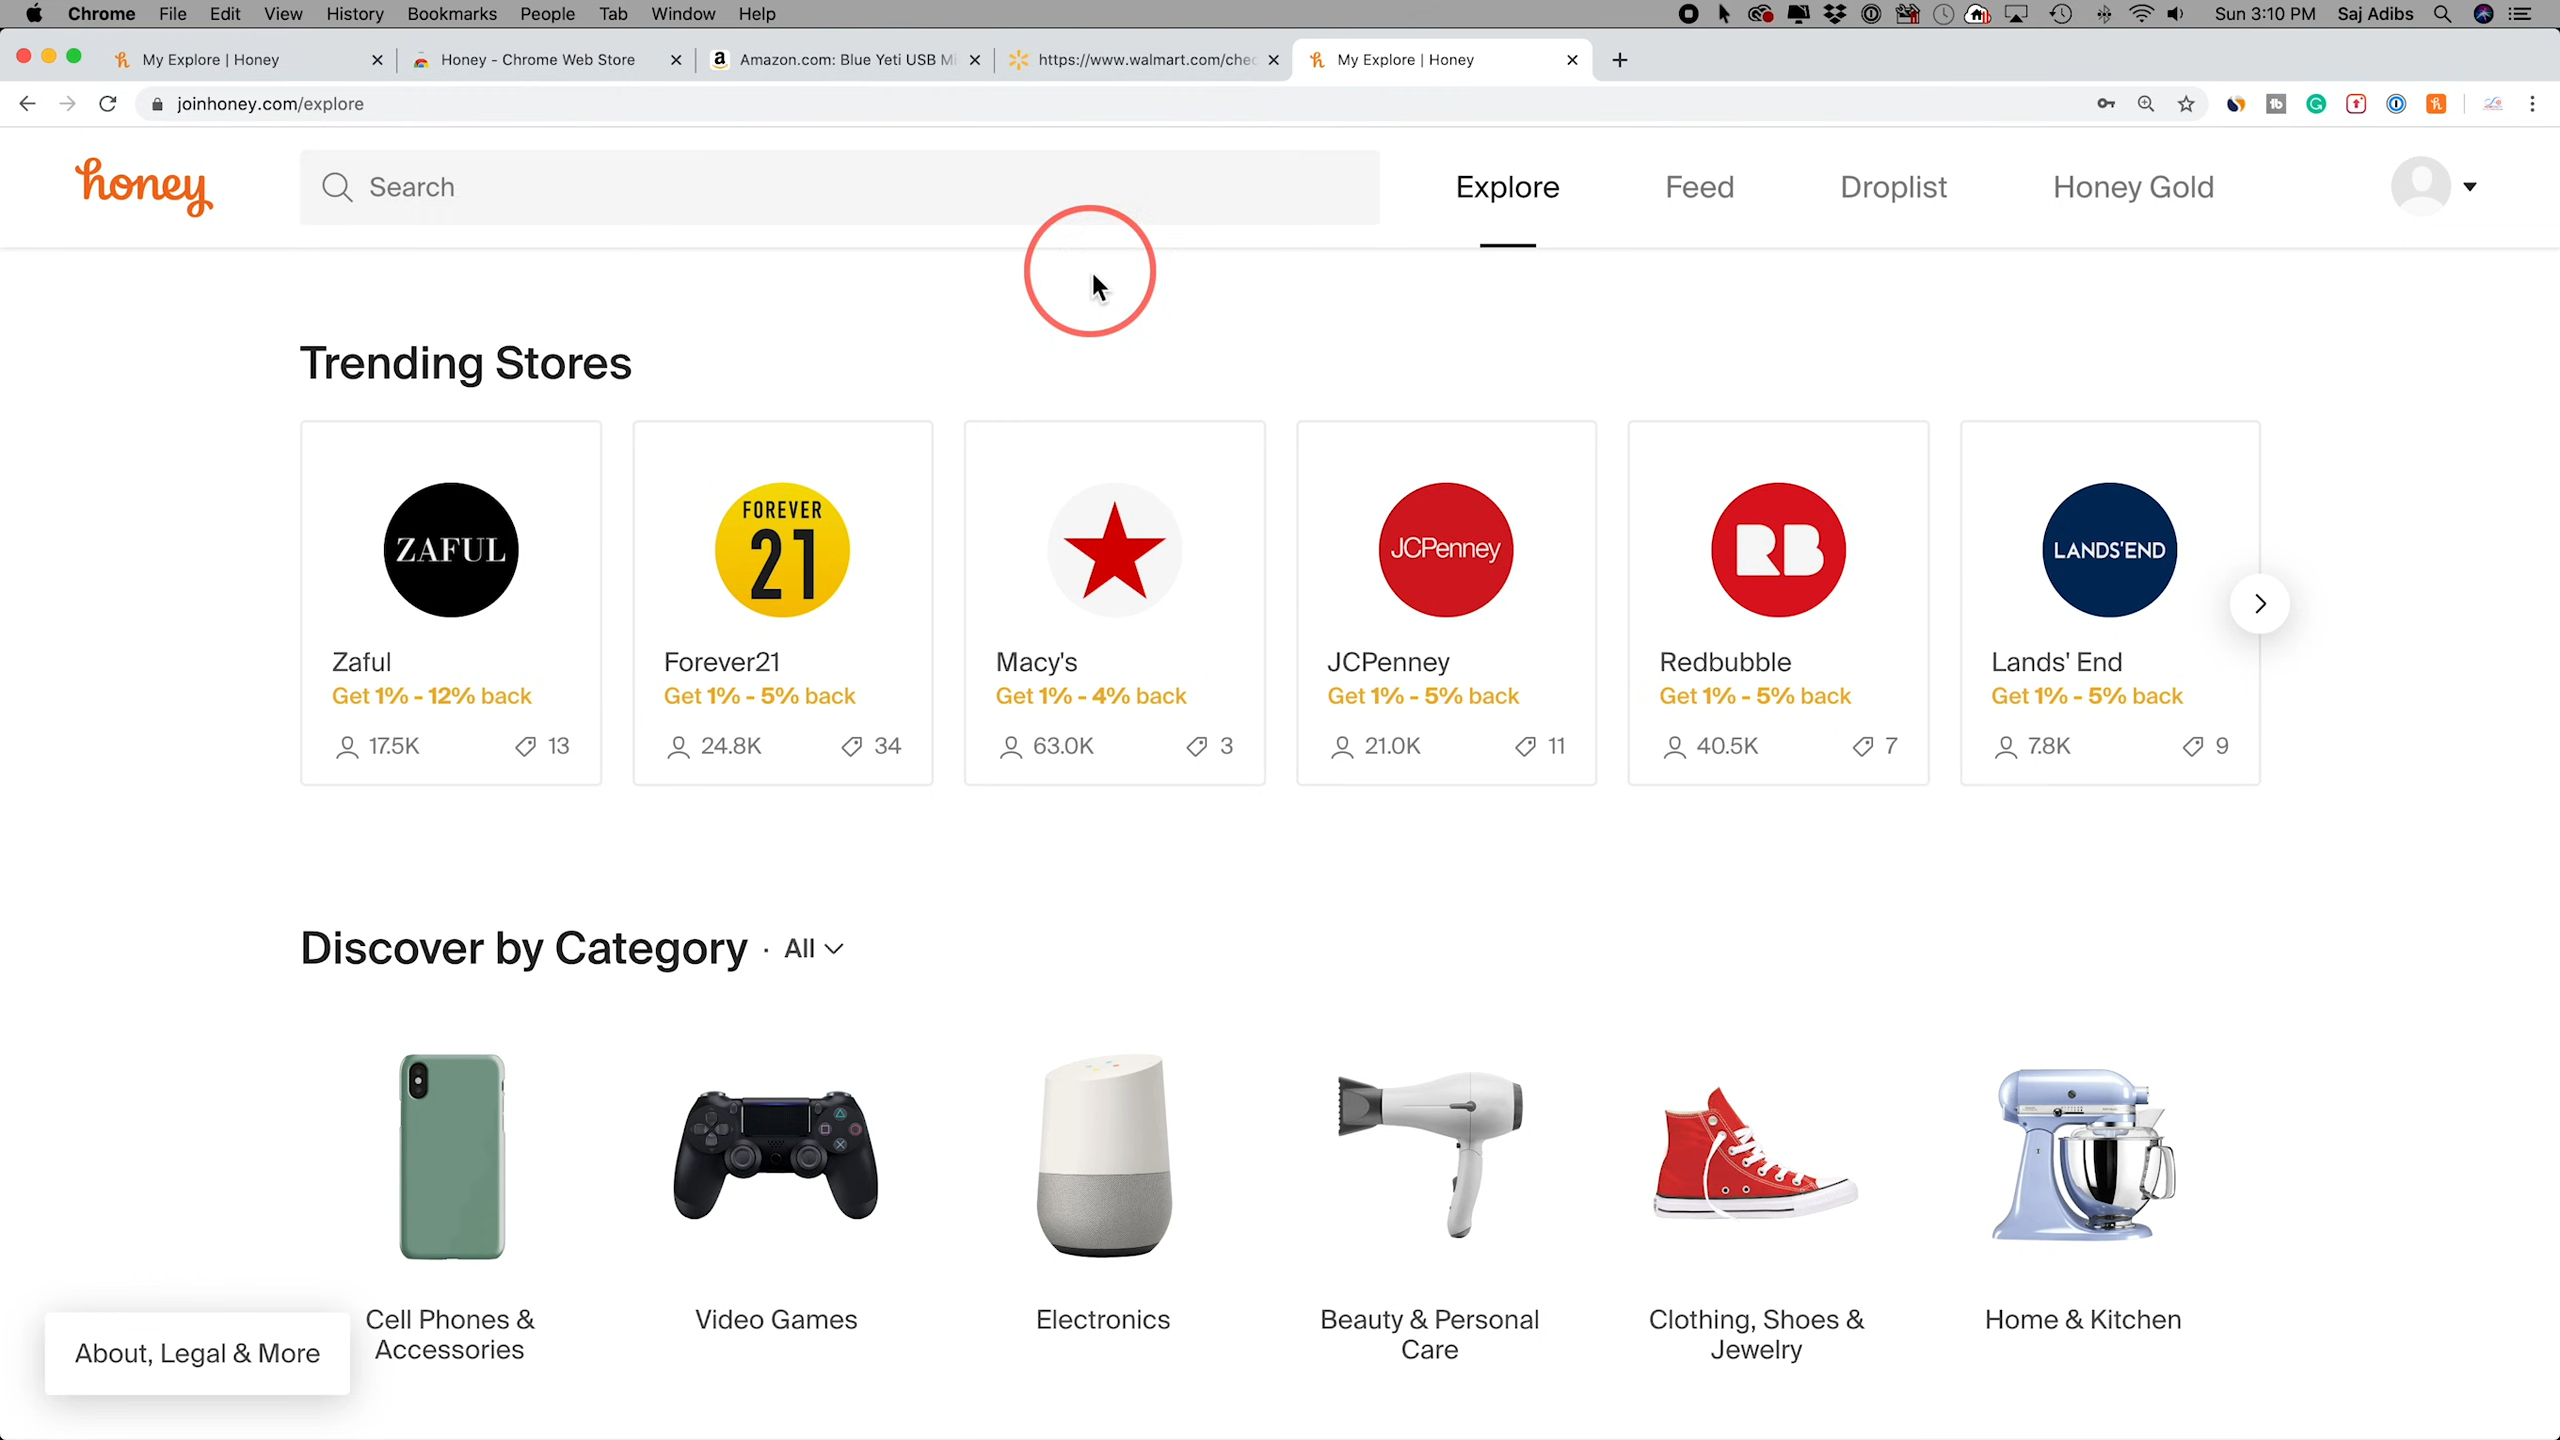 Chrome File Edit View History Bookmarks People Tab Window Help Sun 3:10 PM Saj Adibs
My Explore | Honey Honey - Chrome Web Store Amazon.com: Blue Yeti USB Mi https://www.walmart.com/chec My Explore | Honey
joinhoney.com/explore
honey Search Explore Feed Droplist Honey Gold
Trending Stores
ZAFUL FOREVER 21 JCPenney RB LANDS'END
Zaful Forever21 Macy's JCPenney Redbubble Lands' End
Get 1% - 12% back Get 1% - 5% back Get 1% - 4% back Get 1% - 5% back Get 1% - 5% back Get 1% - 5% back
17.5K 13 24.8K 34 63.0K 3 21.0K 11 40.5K 7 7.8K 9
Discover by Category · All
Cell Phones & Accessories
Video Games
Electronics
Beauty & Personal Care
Clothing, Shoes & Jewelry
Home & Kitchen
About, Legal & More